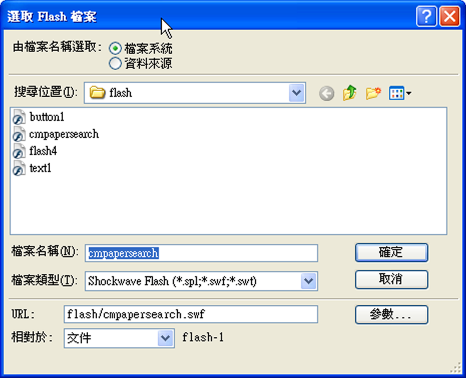 選取 Flash 檔案
由檔案名稱選取: 檔案系統
資料來源
搜尋位置(I): flash
button1
cmpapersearch
flash4
text1
檔案名稱(N): cmpapersearch 確定
檔案類型(T): Shockwave Flash (*.spl;*.swf;*.swt) 取消
URL: flash/cmpapersearch.swf 參數...
相對於: 文件 flash-1